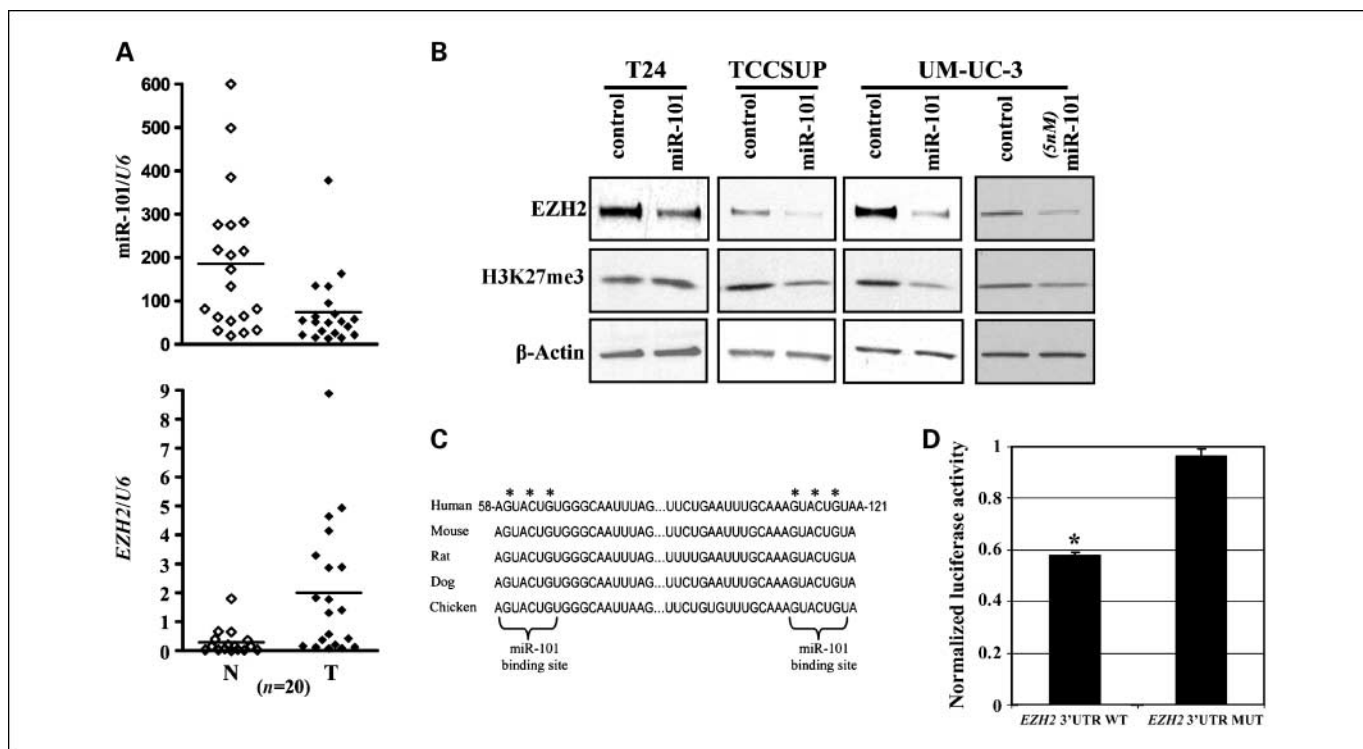 A
miR-101/U6
600
500
400
300
200
100
0
EZH2/U6
9
8
7
6
5
4
3
2
1
0
N T
(n=20)
B
T24 TCCSUP UM-UC-3
control miR-101 control miR-101 control miR-101 control (5nM) miR-101
EZH2
H3K27me3
β-Actin
C
* * * * * *
Human 58-AGUACUGUGGGCAAUUUAG...UUCUGAAUUUGCAAAGUACUGUAA-121
Mouse AGUACUGUGGGCAAUUUAG...UUCUGAAUUUGCAAAGUACUGUA
Rat AGUACUGUGGGCAAUUUAG...UUUUGAAUUUGCAAAGUACUGUA
Dog AGUACUGUGGGCAAUUUAG...UUCUGAAUUUGCAAAGUACUGUA
Chicken AGUACUGUGGGCAAUUAAG...UUCUGUGUUUGCAAAGUACUGUA
miR-101 miR-101
binding site binding site
D
Normalized luciferase activity
1
0.8
0.6
0.4
0.2
0
*
EZH2 3'UTR WT EZH2 3'UTR MUT